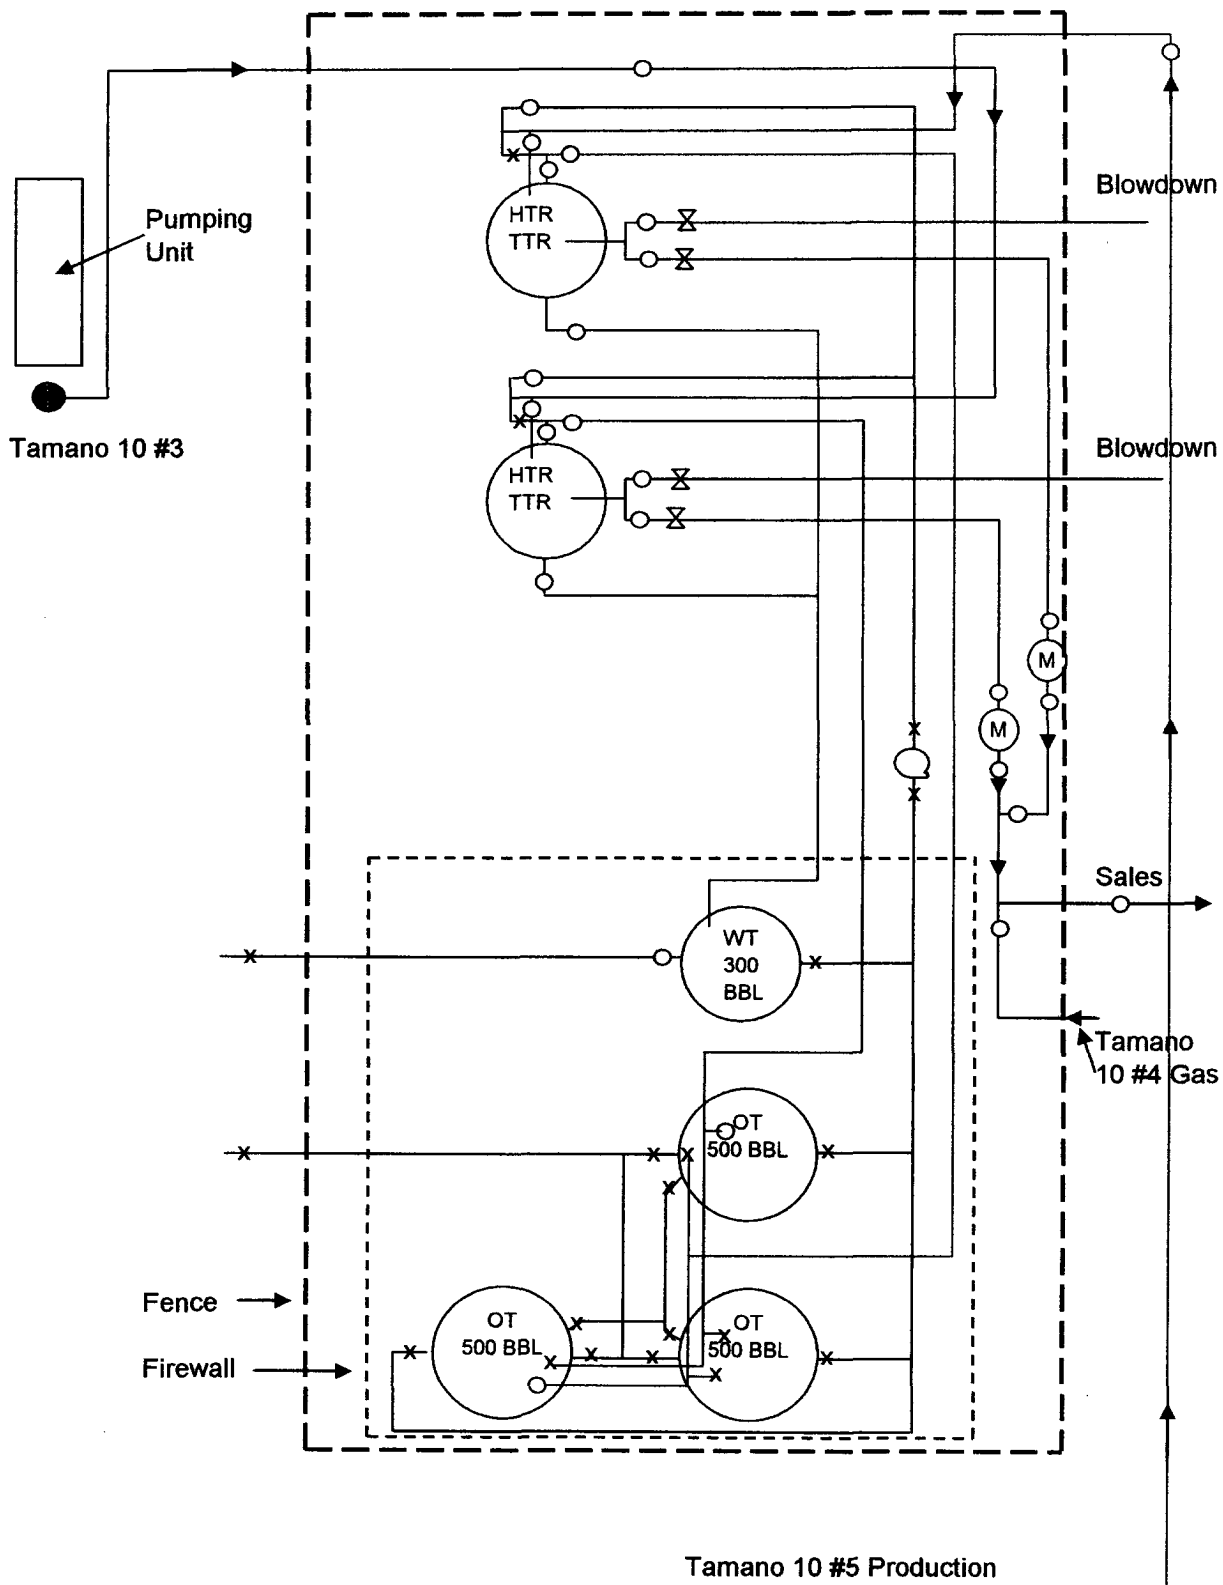 Blowdown
Pumping
Unit
HTR
TTR
Tamano 10 #3
Blowdown
HTR
TTR
M
M
Sales
WT
300
BBL
Tamano
10 #4 Gas
OT
500 BBL
Fence
OT
500 BBL
OT
500 BBL
Firewall
Tamano 10 #5 Production